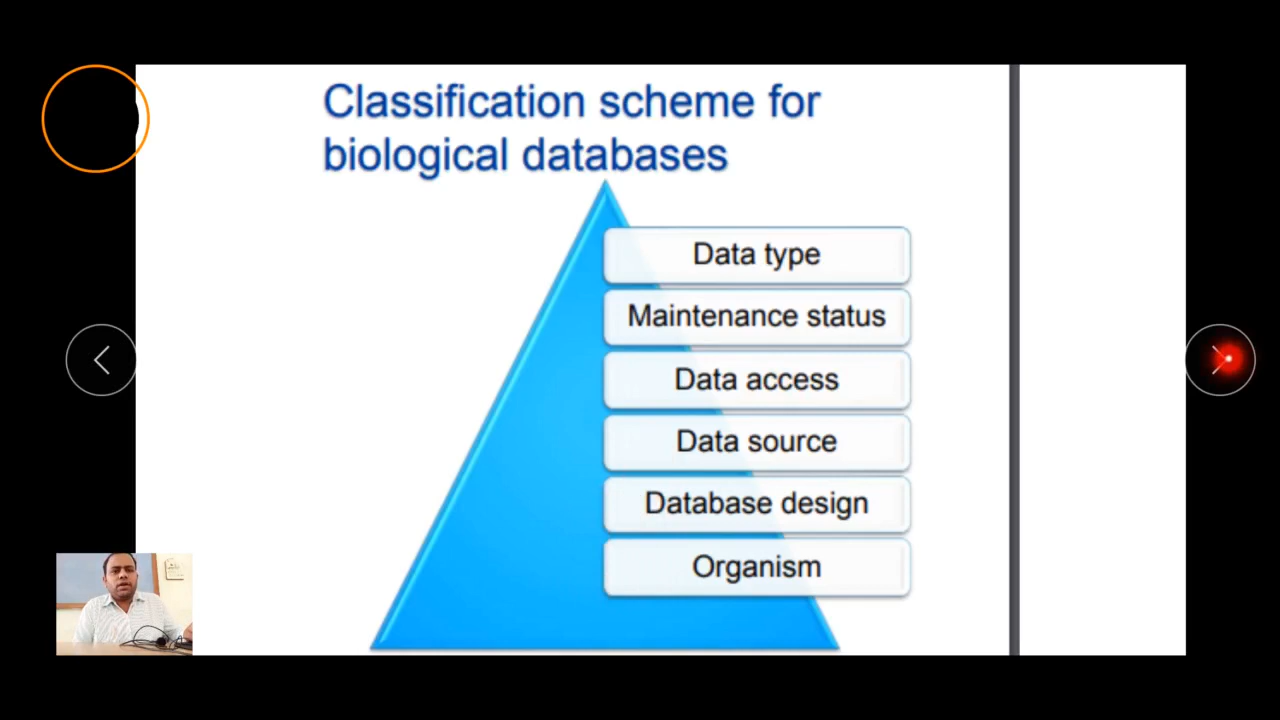 Classification scheme for
biological databases
Data type
Maintenance status
Data access
Data source
Database design
Organism